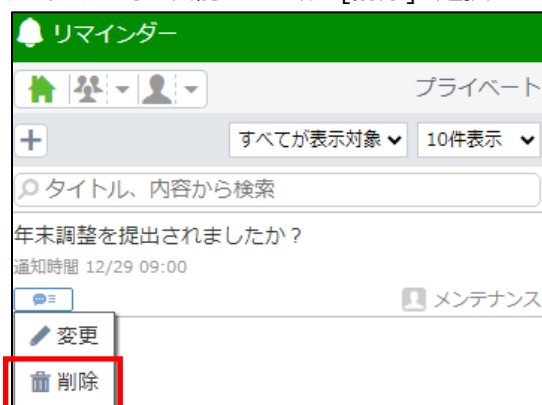 リマインダー
プライベート
すべてが表示対象 10件表示
タイトル、内容から検索
年末調整を提出されましたか？
通知時間 12/29 09:00
メンテナンス
変更
削除